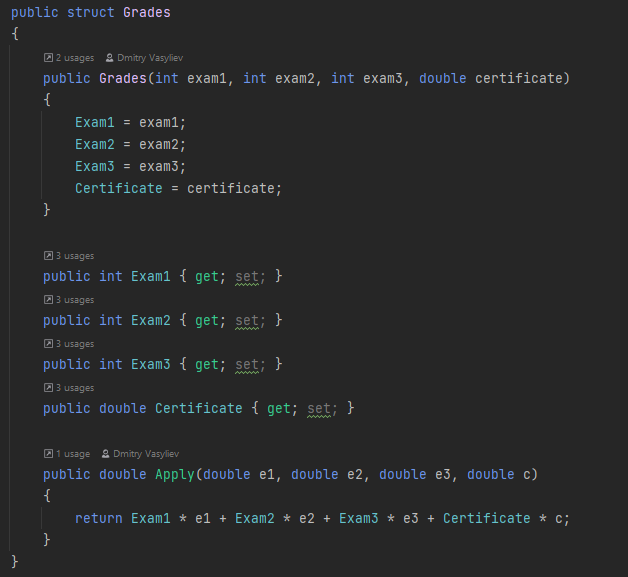 public struct Grades
{
2 usages Dmitry Vasyliev
public Grades(int exam1, int exam2, int exam3, double certificate)
{
Exam1 = exam1;
Exam2 = exam2;
Exam3 = exam3;
Certificate = certificate;
}
3 usages
public int Exam1 { get; set; }
3 usages
public int Exam2 { get; set; }
3 usages
public int Exam3 { get; set; }
3 usages
public double Certificate { get; set; }
1 usage Dmitry Vasyliev
public double Apply(double e1, double e2, double e3, double c)
{
return Exam1 * e1 + Exam2 * e2 + Exam3 * e3 + Certificate * c;
}
}